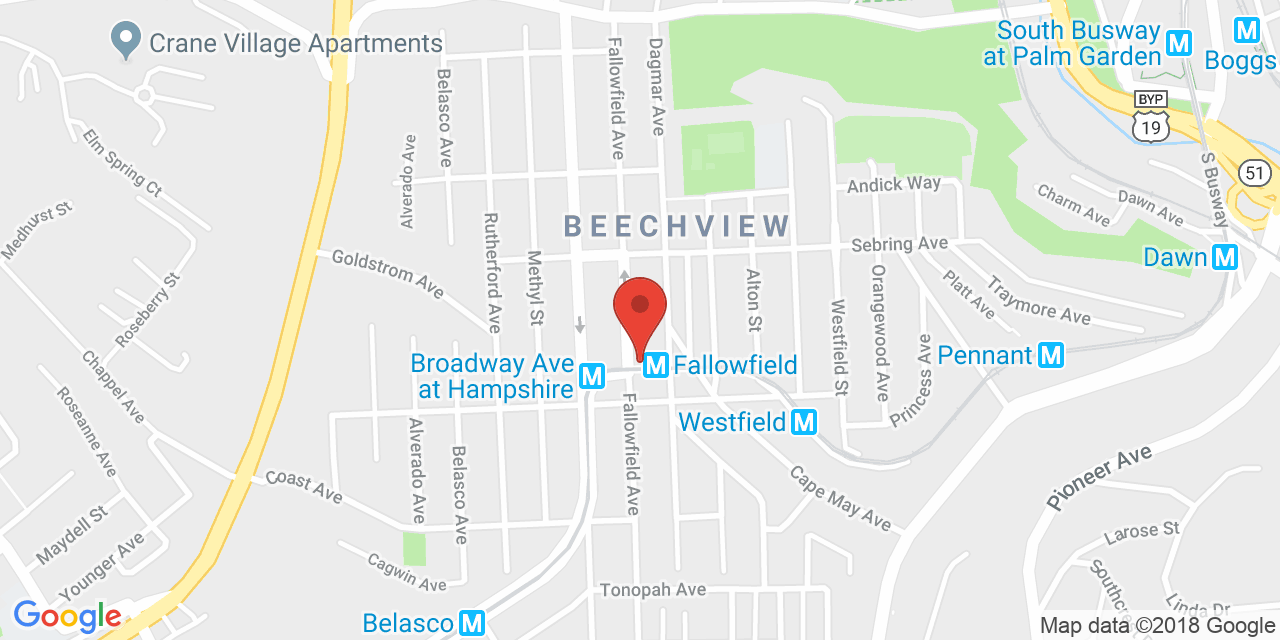 Crane Village Apartments
South Busway
at Palm Garden
M
M
Boggs
BYP
19
51
S Busway
Fallowfield Ave
Dagmar Ave
Belasco Ave
Alverado Ave
Elm Spring Ct
Medhurst St
Andick Way
Charm Ave
Dawn Ave
BEECHVIEW
Rutherford Ave
Methyl St
Goldstrom Ave
Sebring Ave
Dawn
M
Roseberry St
Alton St
Westfield St
Orangewood Ave
Platt Ave
Traymore Ave
Princess Ave
Pennant
M
Broadway Ave
at Hampshire
M
M
Fallowfield
Chappel Ave
Roseanne Ave
Westfield
M
Fallowfield Ave
Alverado Ave
Belasco Ave
Coast Ave
Cape May Ave
Pioneer Ave
Maydell St
Younger Ave
Cagwin Ave
Larose St
Tonopah Ave
Linda Dr
Belasco
M
Google
Map data ©2018 Google